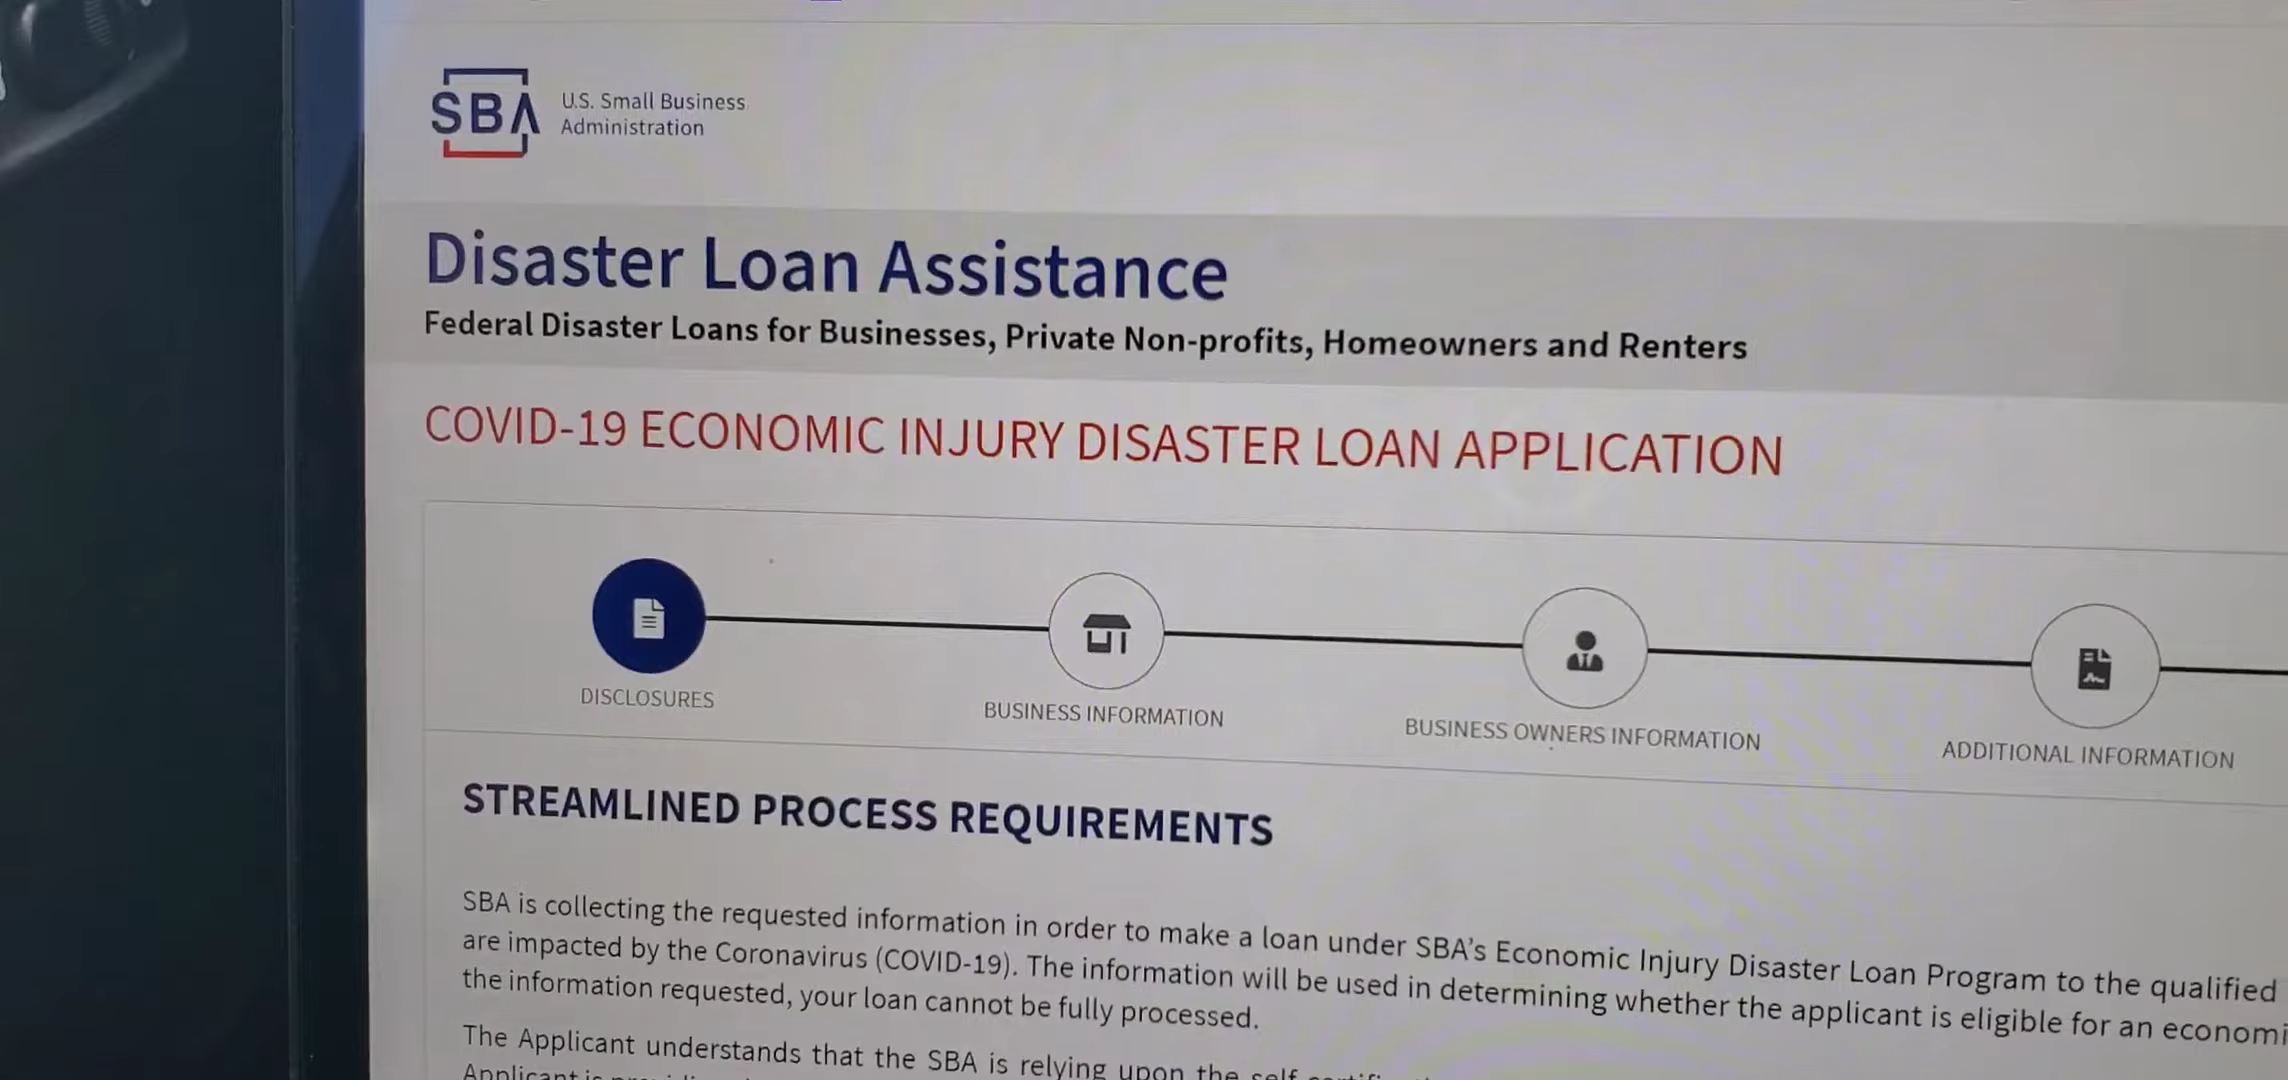 SBA
U.S. Small Business
Administration
Disaster Loan Assistance
Federal Disaster Loans for Businesses, Private Non-profits, Homeowners and Renters
COVID-19 ECONOMIC INJURY DISASTER LOAN APPLICATION
DISCLOSURES
BUSINESS INFORMATION
BUSINESS OWNERS INFORMATION
ADDITIONAL INFORMATION
STREAMLINED PROCESS REQUIREMENTS
SBA is collecting the requested information in order to make a loan under SBA's Economic Injury Disaster Loan Program to the qualified
are impacted by the Coronavirus (COVID-19). The information will be used in determining whether the applicant is eligible for an economi
the information requested, your loan cannot be fully processed.
The Applicant understands that the SBA is relying upon the self
Applicant is